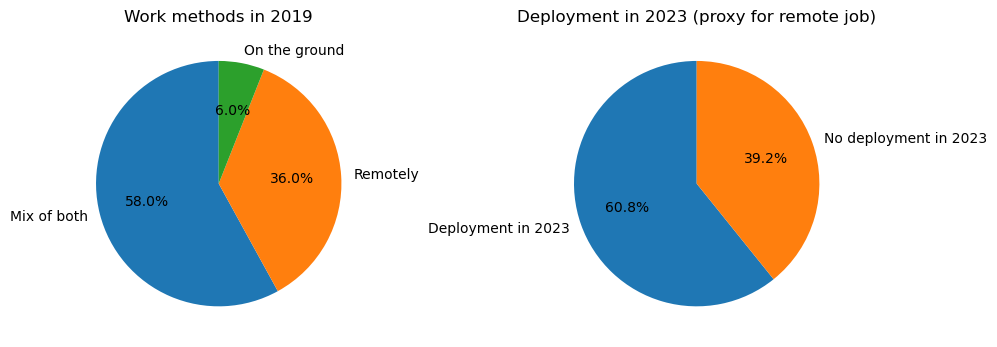 Work methods in 2019
On the ground
6.0%
36.0%
Remotely
58.0%
Mix of both
Deployment in 2023 (proxy for remote job)
No deployment in 2023
39.2%
60.8%
Deployment in 2023